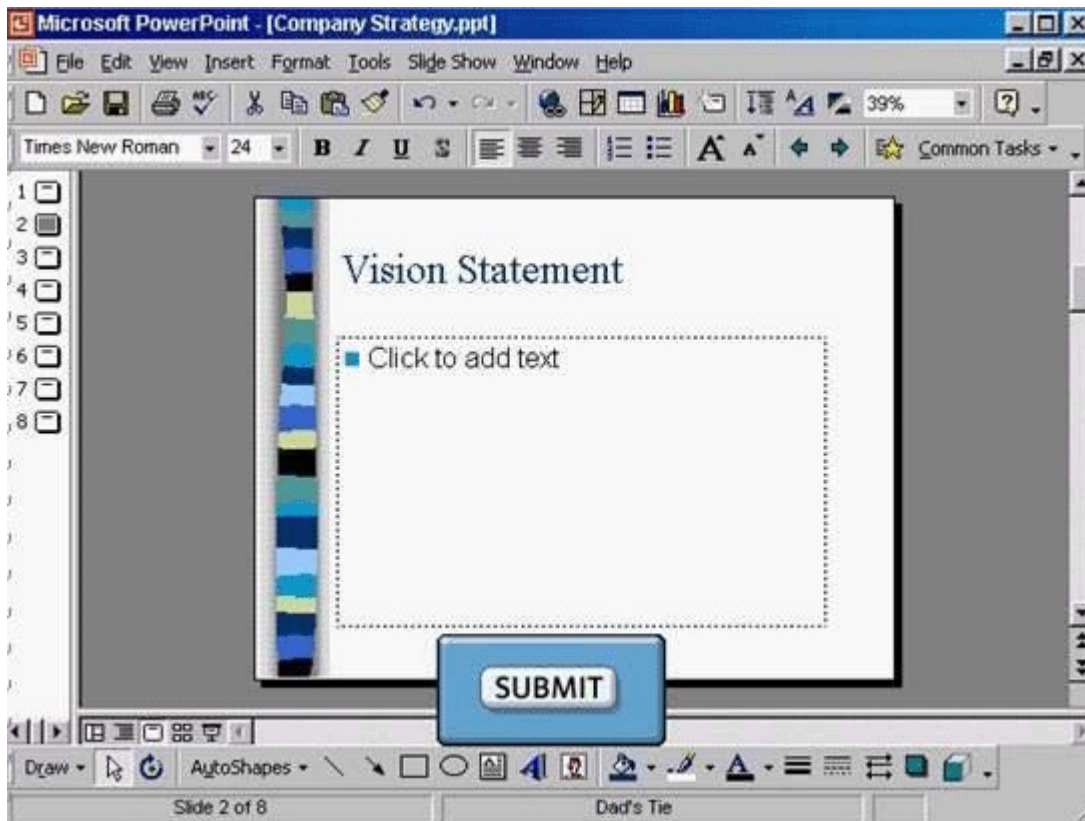 Microsoft PowerPoint - [Company Strategy.ppt]
File Edit View Insert Format Tools Slide Show Window Help
ABC A 39% ?
Times New Roman 24 B I U S A A Common Tasks
1
2
3
4
5
6
7
8
Vision Statement
Click to add text
SUBMIT
Draw AutoShapes A A
Slide 2 of 8 Dad's Tie